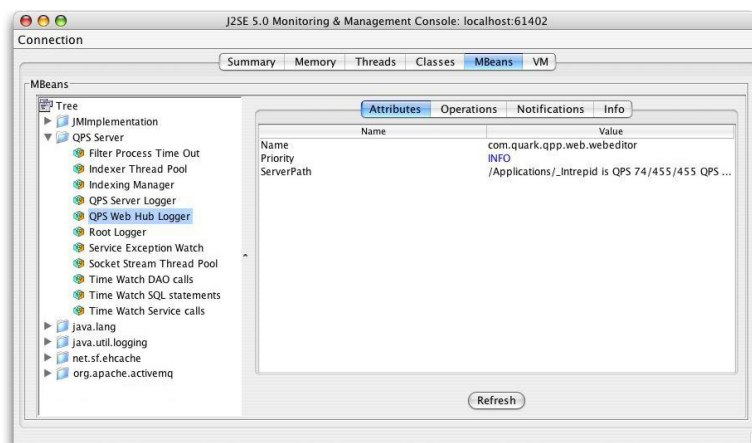 J2SE 5.0 Monitoring & Management Console: localhost:61402
Connection
Summary Memory Threads Classes MBeans VM
MBeans
Tree
JMImplementation
QPS Server
Filter Process Time Out
Indexer Thread Pool
Indexing Manager
QPS Server Logger
QPS Web Hub Logger
Root Logger
Service Exception Watch
Socket Stream Thread Pool
Time Watch DAO calls
Time Watch SQL statements
Time Watch Service calls
java.lang
java.util.logging
net.sf.ehcache
org.apache.activemq
Attributes Operations Notifications Info
Name Value
Name com.quark.qpp.web.webeditor
Priority INFO
ServerPath /Applications/_Intrepid is QPS 74/455/455 QPS ...
Refresh